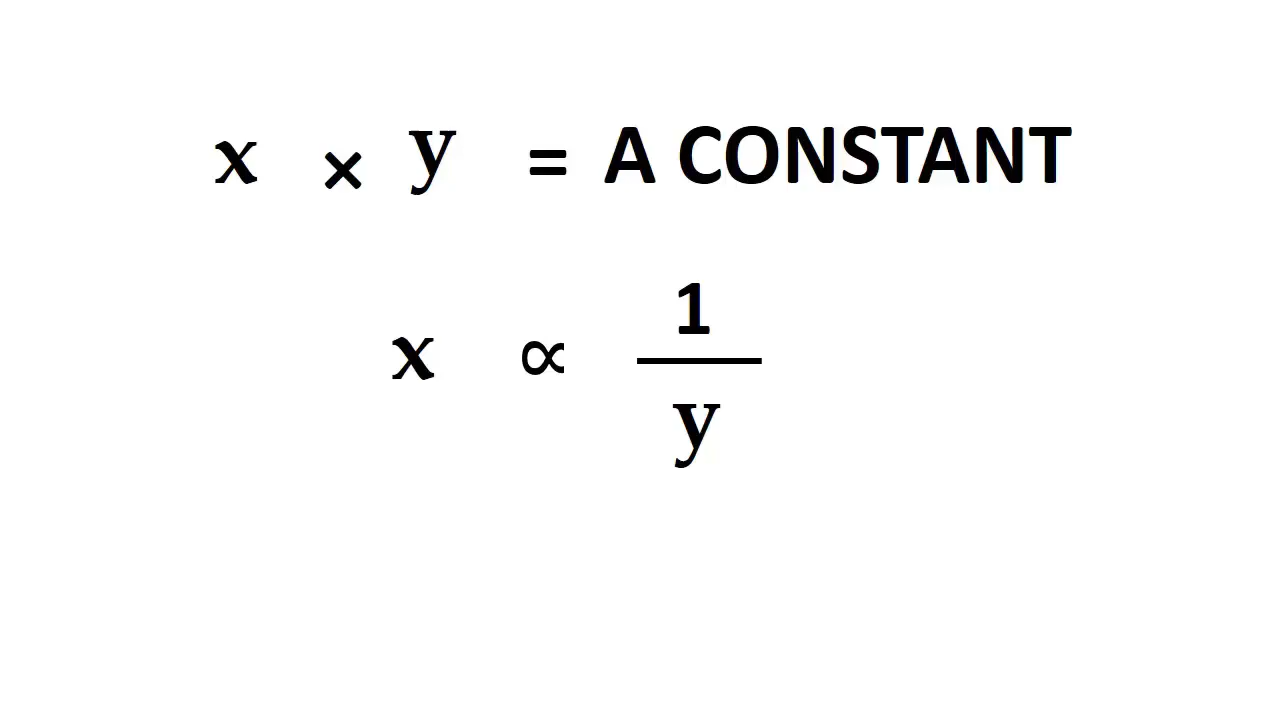 x × y = A CONSTANT
x ∝ 1
y